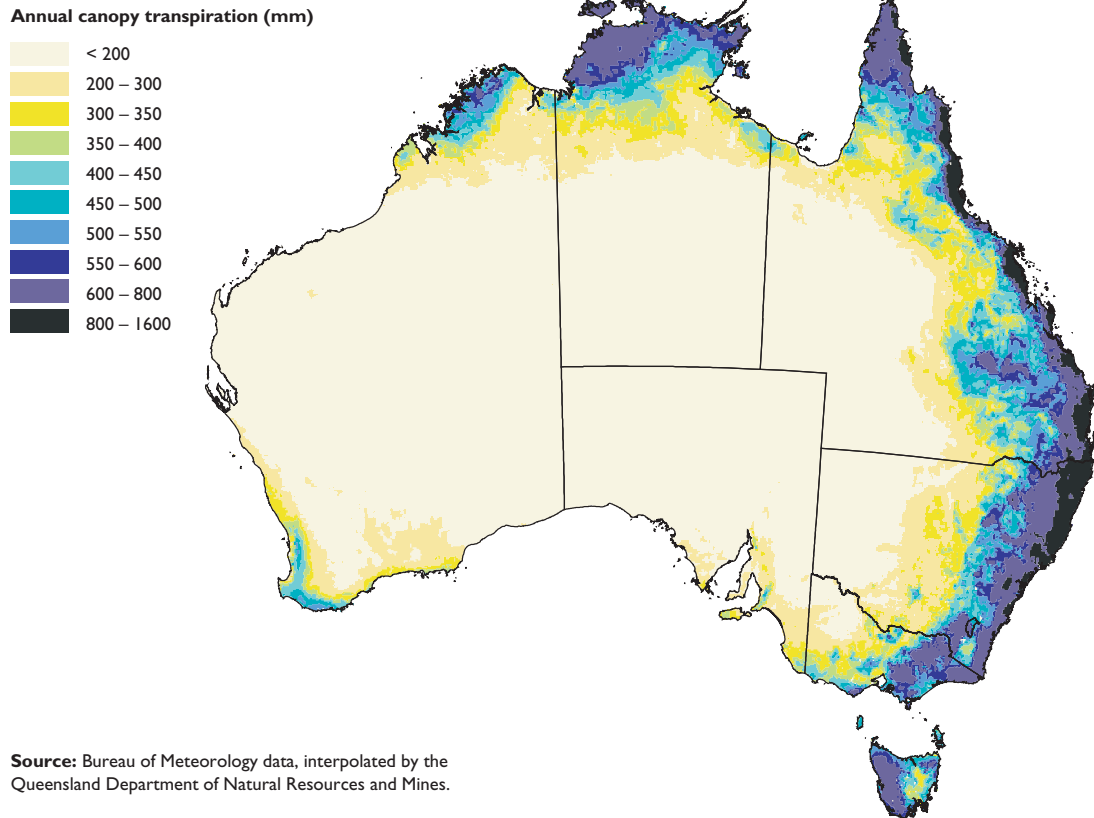 Annual canopy transpiration (mm)
< 200
200 – 300
300 – 350
350 – 400
400 – 450
450 – 500
500 – 550
550 – 600
600 – 800
800 – 1600
Source: Bureau of Meteorology data, interpolated by the
Queensland Department of Natural Resources and Mines.